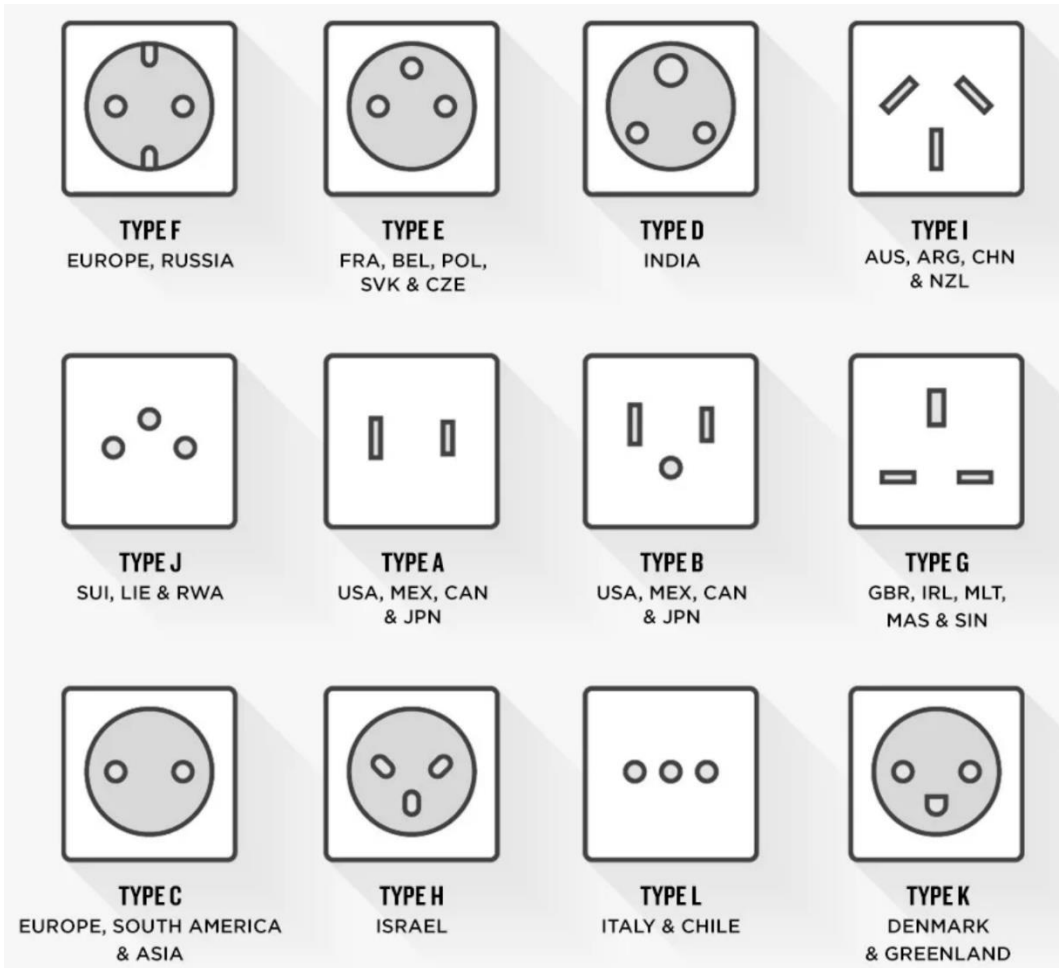 TYPE F
EUROPE, RUSSIA
TYPE E
FRA, BEL, POL,
SVK & CZE
TYPE D
INDIA
TYPE I
AUS, ARG, CHN
& NZL
TYPE J
SUI, LIE & RWA
TYPE A
USA, MEX, CAN
& JPN
TYPE B
USA, MEX, CAN
& JPN
TYPE G
GBR, IRL, MLT,
MAS & SIN
TYPE C
EUROPE, SOUTH AMERICA
& ASIA
TYPE H
ISRAEL
TYPE L
ITALY & CHILE
TYPE K
DENMARK
& GREENLAND